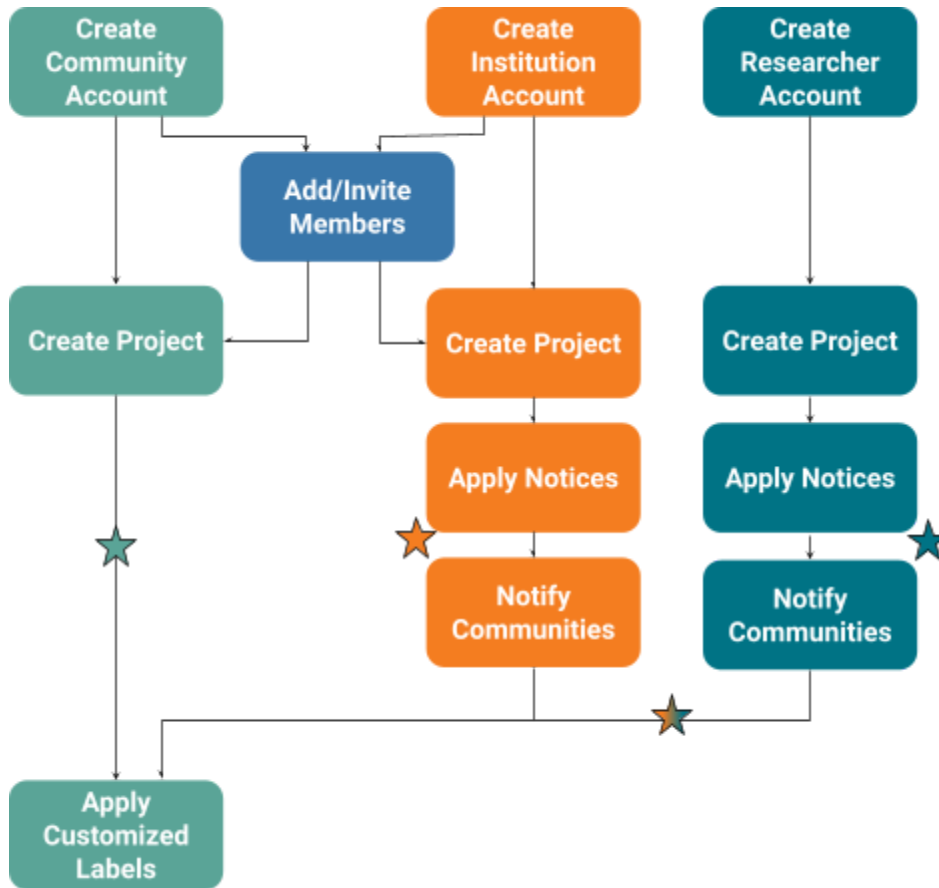 Create
Community
Account
Create
Institution
Account
Create
Researcher
Account
Add/Invite
Members
Create Project
Create Project
Create Project
Apply Notices
Apply Notices
Notify
Communities
Notify
Communities
Apply
Customized
Labels